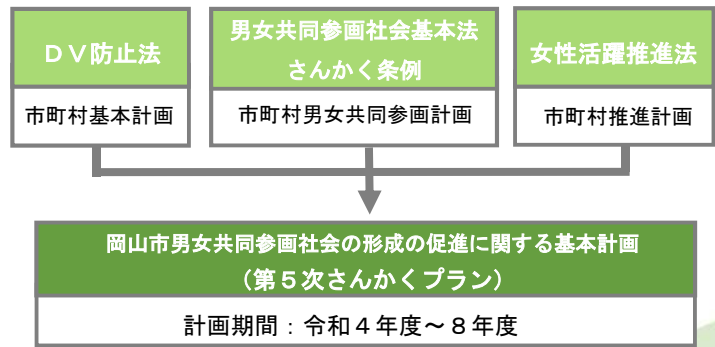 DV防止法
市町村基本計画
男女共同参画社会基本法
さんかく条例
市町村男女共同参画計画
女性活躍推進法
市町村推進計画
岡山市男女共同参画社会の形成の促進に関する基本計画
(第5次さんかくプラン)
計画期間:令和4年度~8年度